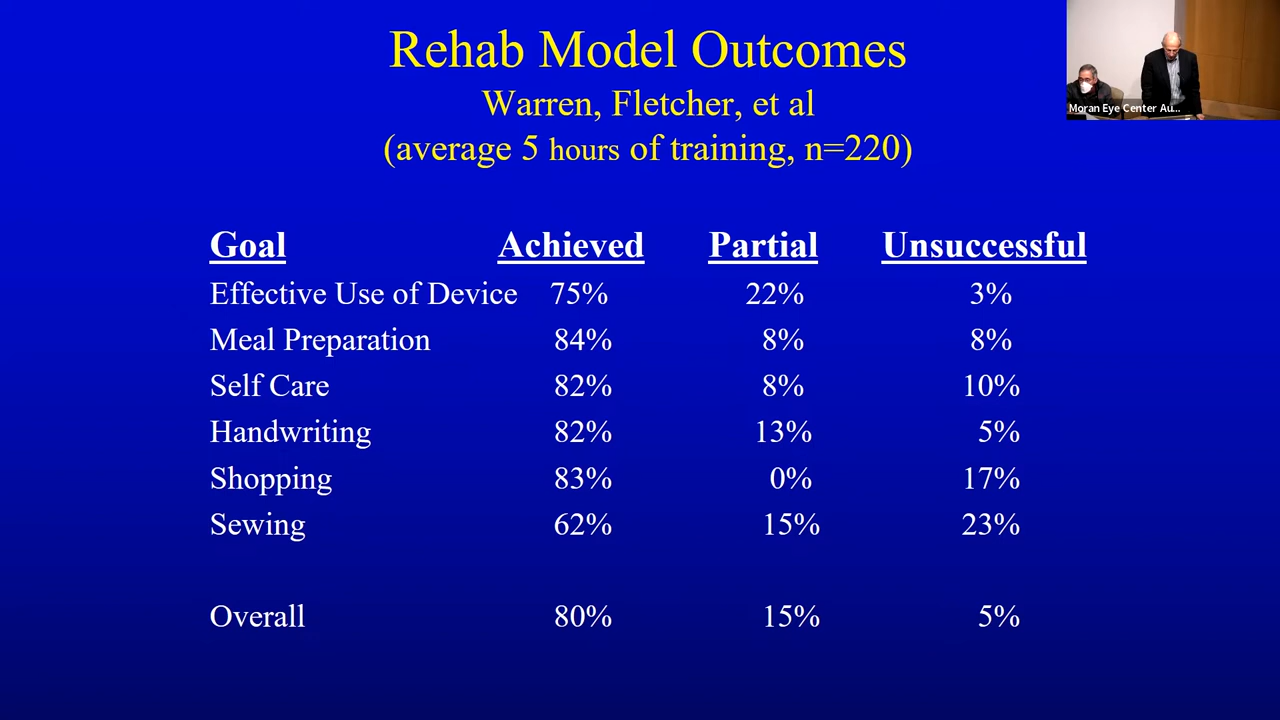 Rehab Model Outcomes
Warren, Fletcher, et al
(average 5 hours of training, n=220)
Moran Eye Center Au...
Goal Achieved Partial Unsuccessful
Effective Use of Device 75% 22% 3%
Meal Preparation 84% 8% 8%
Self Care 82% 8% 10%
Handwriting 82% 13% 5%
Shopping 83% 0% 17%
Sewing 62% 15% 23%
Overall 80% 15% 5%